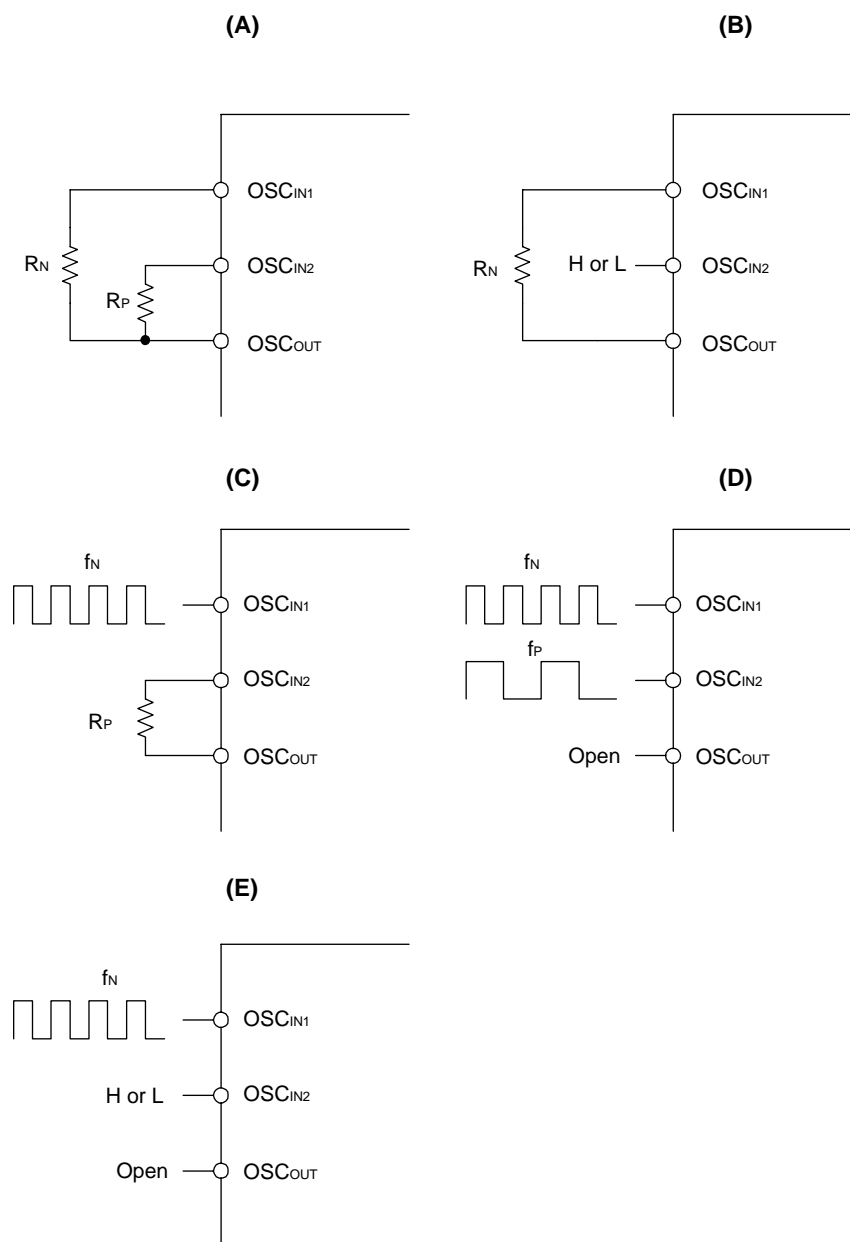 (A)
OSCIN1
RN
OSCIN2
RP
OSCOUT
(B)
OSCIN1
RN
H or L
OSCIN2
OSCOUT
(C)
fN
OSCIN1
OSCIN2
RP
OSCOUT
(D)
fN
OSCIN1
fP
OSCIN2
Open
OSCOUT
(E)
fN
OSCIN1
H or L
OSCIN2
Open
OSCOUT